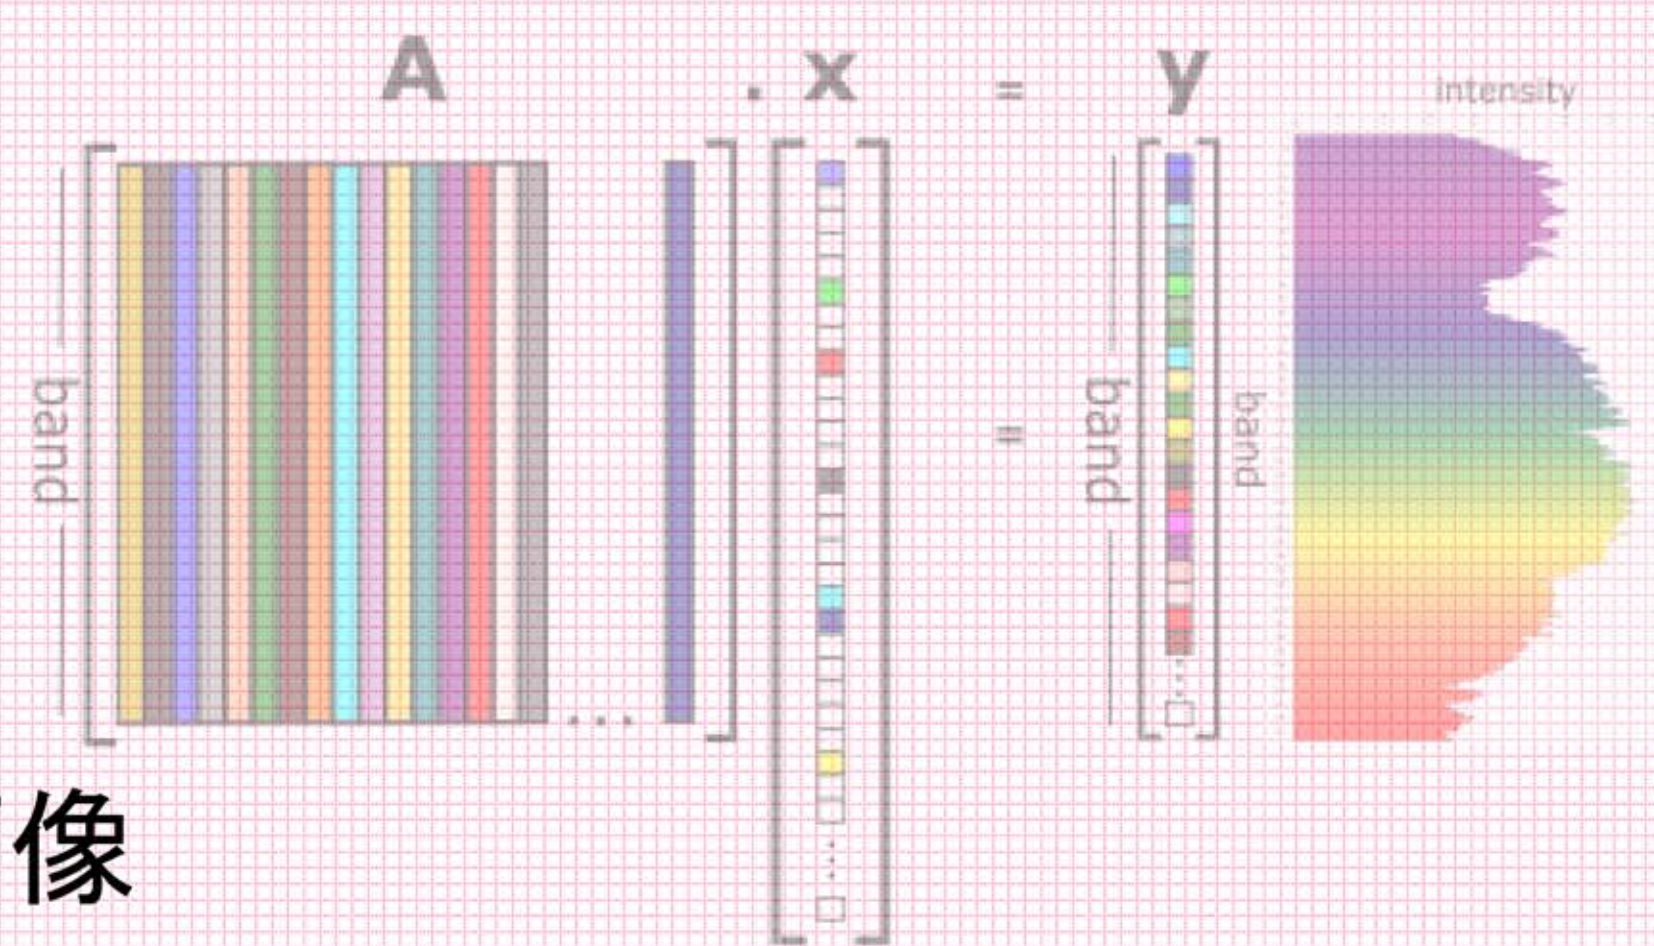 A · x = y
intensity
band
=
band
band
...
像